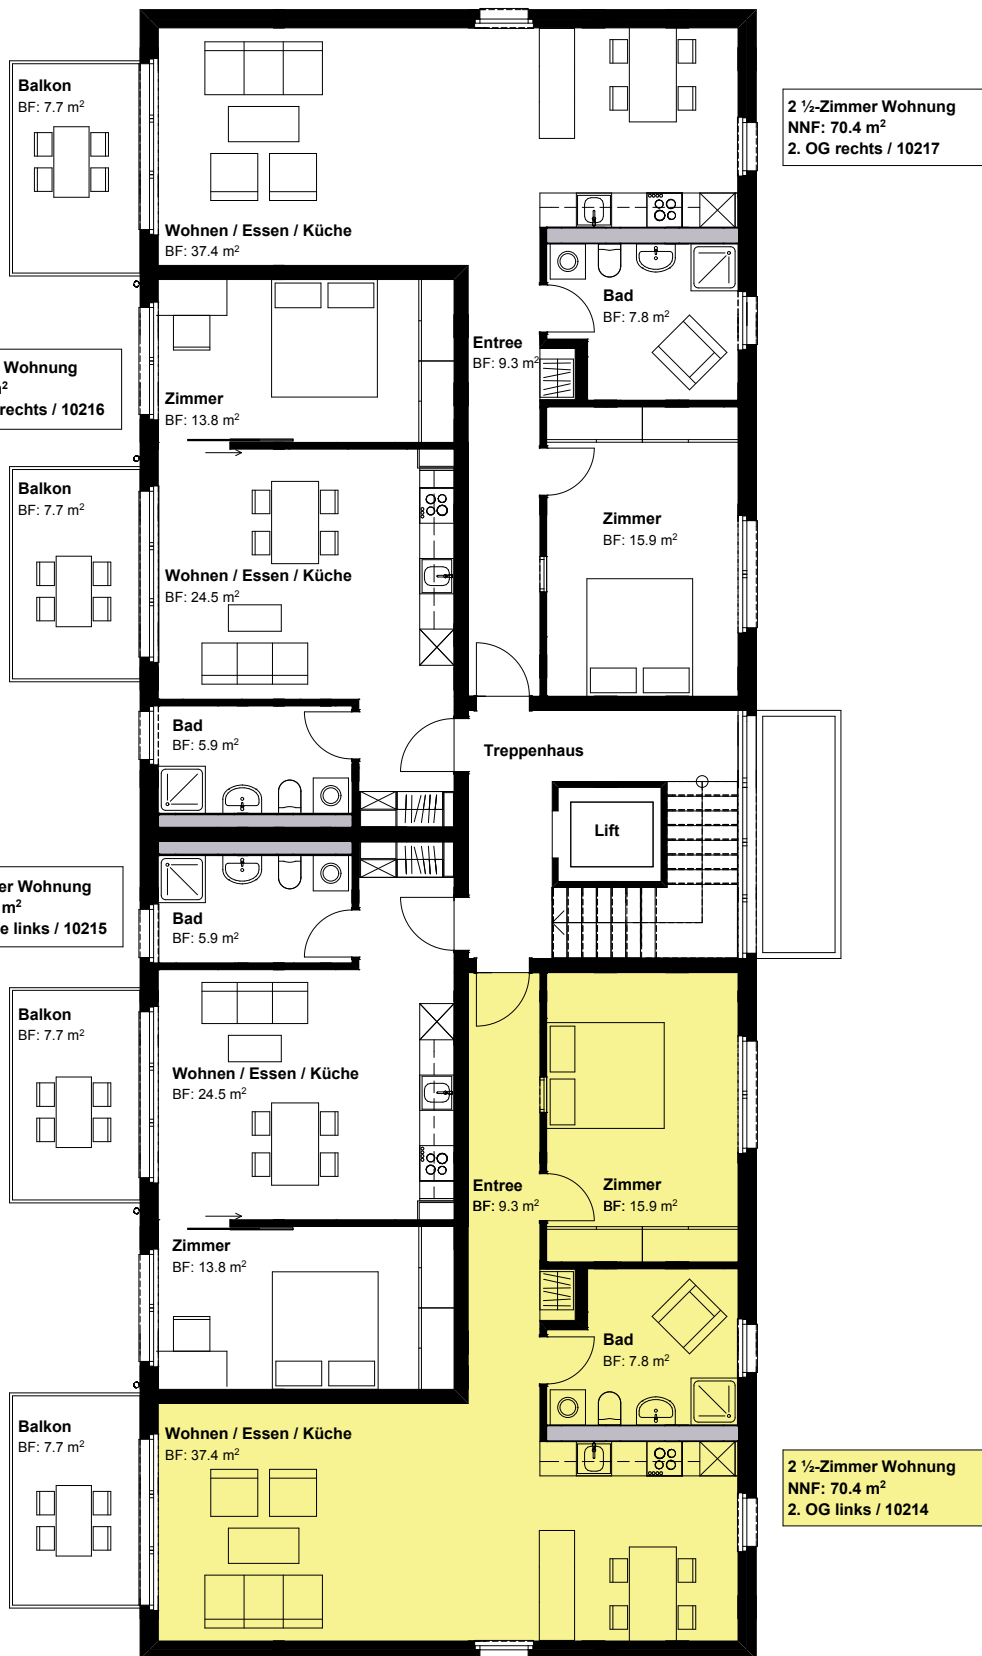 Balkon
BF: 7.7 m²
2 ½-Zimmer Wohnung
NNF: 70.4 m²
2. OG rechts / 10217
Wohnen / Essen / Küche
BF: 37.4 m²
Bad
BF: 7.8 m²
Entree
BF: 9.3 m²
Wohnung
m²
rechts / 10216
Zimmer
BF: 13.8 m²
Balkon
BF: 7.7 m²
Zimmer
BF: 15.9 m²
Wohnen / Essen / Küche
BF: 24.5 m²
Bad
BF: 5.9 m²
Treppenhaus
Lift
er Wohnung
m²
e links / 10215
Bad
BF: 5.9 m²
Balkon
BF: 7.7 m²
Wohnen / Essen / Küche
BF: 24.5 m²
Entree
BF: 9.3 m²
Zimmer
BF: 15.9 m²
Zimmer
BF: 13.8 m²
Bad
BF: 7.8 m²
Balkon
BF: 7.7 m²
Wohnen / Essen / Küche
BF: 37.4 m²
2 ½-Zimmer Wohnung
NNF: 70.4 m²
2. OG links / 10214